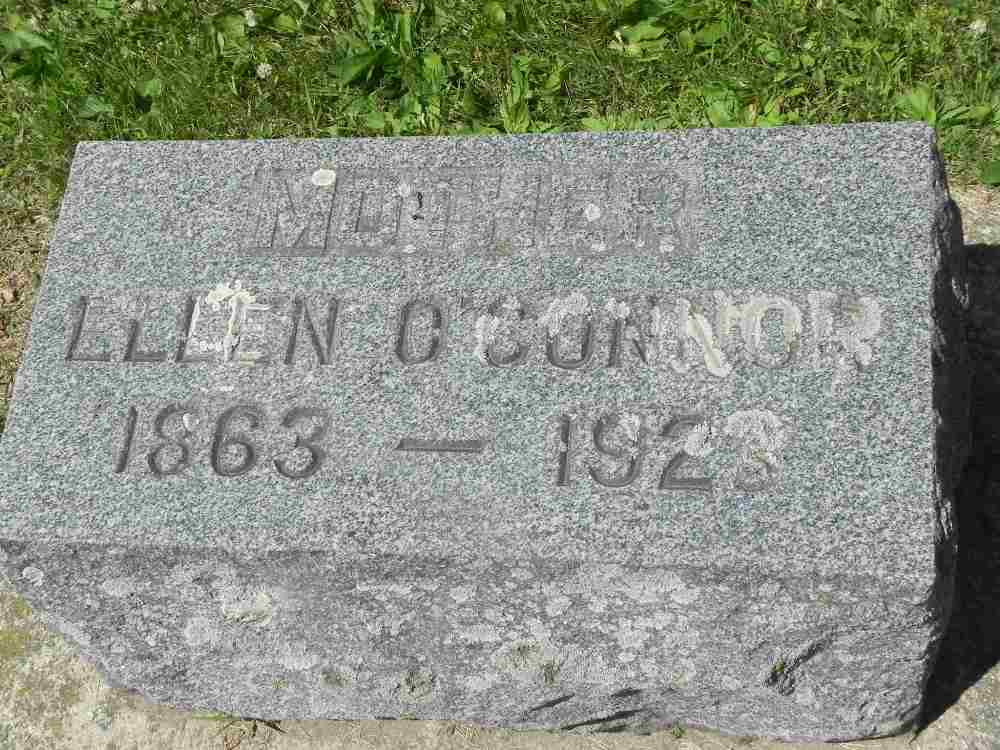 MOTHER
ELLEN O'CONNOR
1863 — 1923